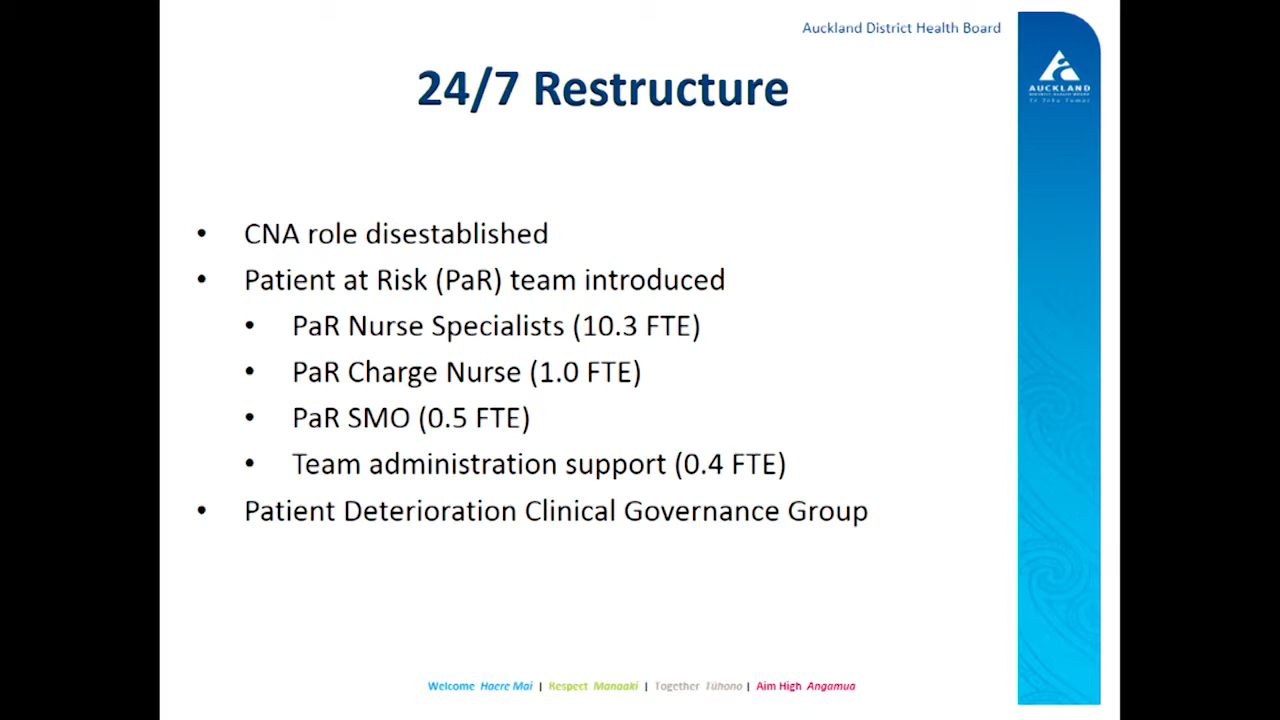 Auckland District Health Board
24/7 Restructure
AUCKLAND
• CNA role disestablished
• Patient at Risk (PaR) team introduced
• PaR Nurse Specialists (10.3 FTE)
• PaR Charge Nurse (1.0 FTE)
• PaR SMO (0.5 FTE)
• Team administration support (0.4 FTE)
• Patient Deterioration Clinical Governance Group
Welcome Haere Mai | Respect Manaaki | Together Tūhono | Aim High Angamua